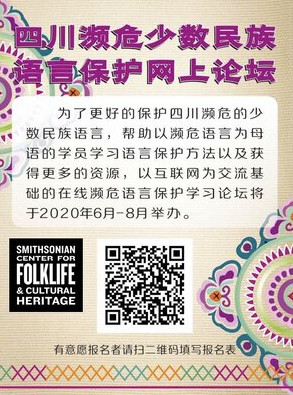 四川濒危少数民族
语言保护网上论坛
为了更好的保护四川濒危的少
数民族语言，帮助以濒危语言为母
语的学员学习语言保护方法以及获
得更多的资源，以互联网为交流基
础的在线濒危语言保护学习论坛将
于2020年6月-8月举办。
SMITHSONIAN
CENTER FOR
FOLKLIFE
& CULTURAL
HERITAGE
有意愿报名者请扫二维码填写报名表